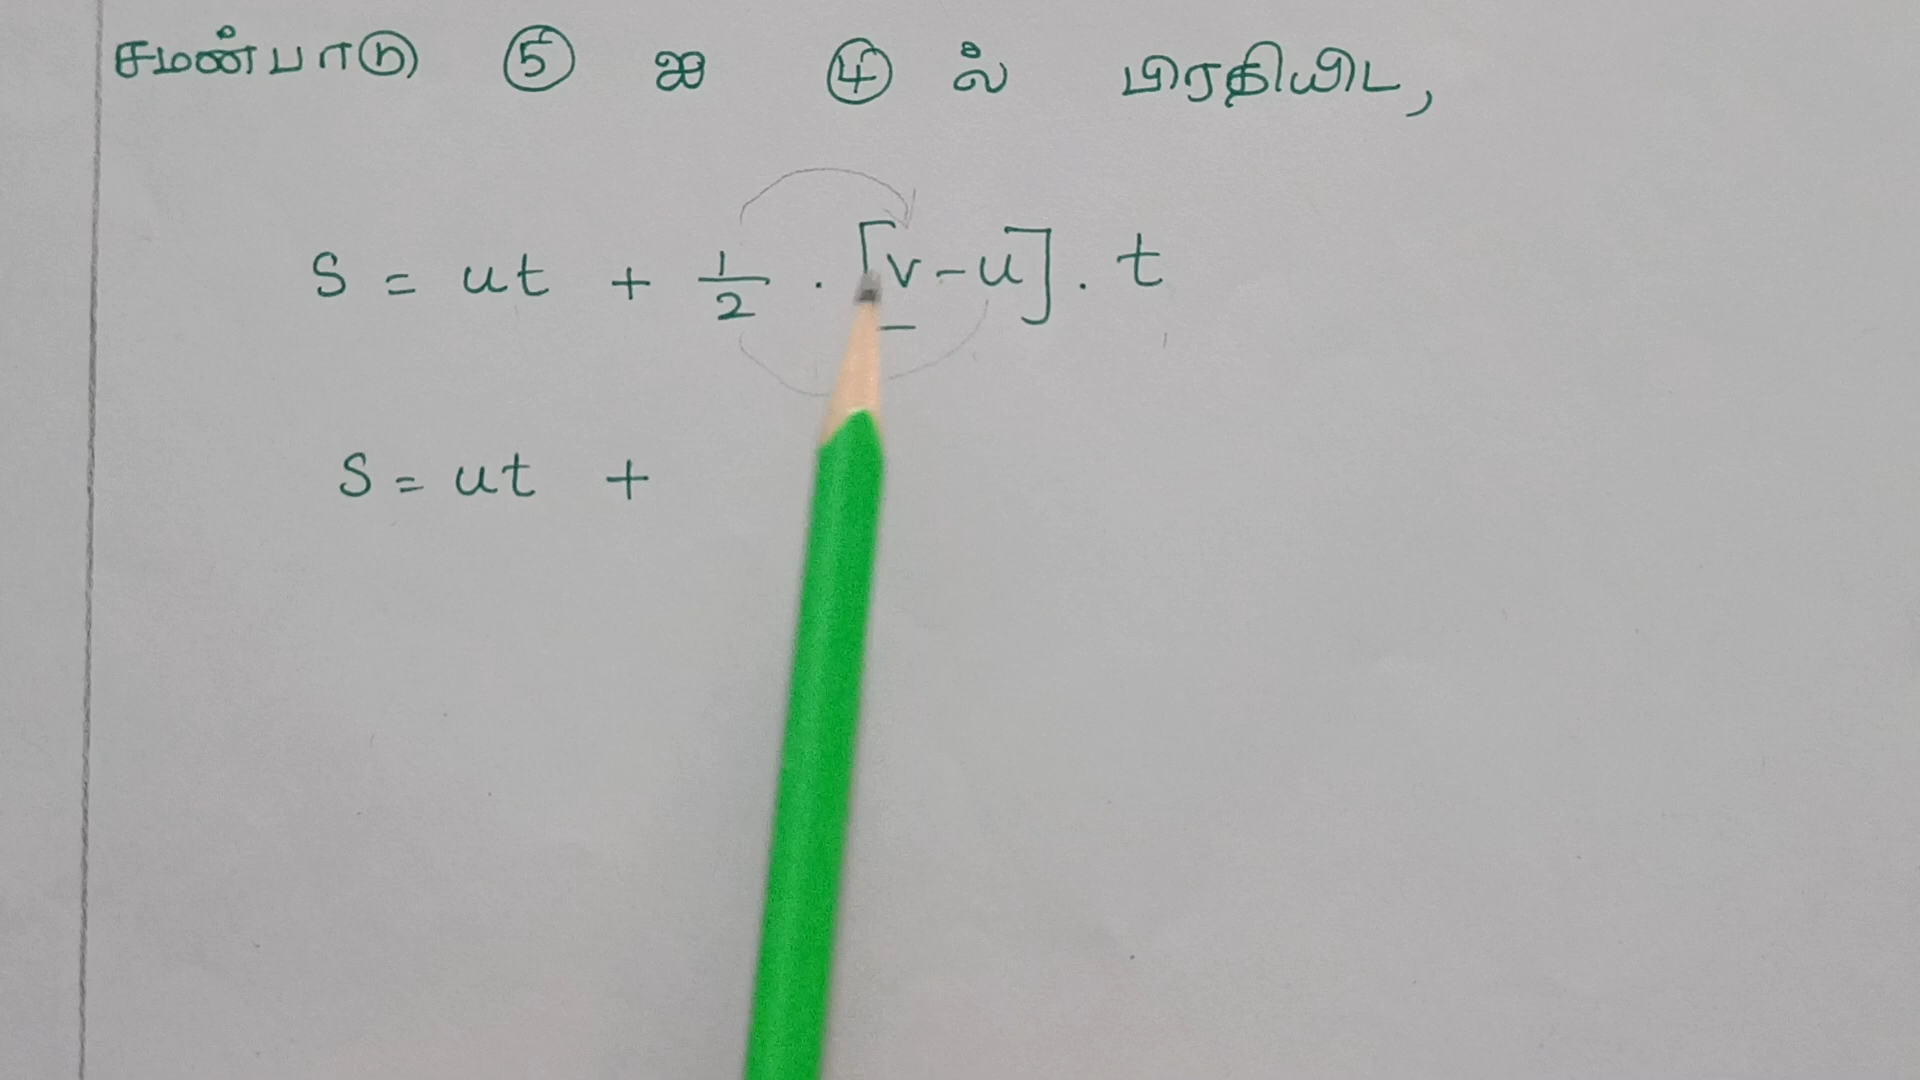 சமன்பாடு ⑤ ஐ ④ ல் பிரதியிட,
S = ut + 1/2 . [v-u] . t
S = ut +